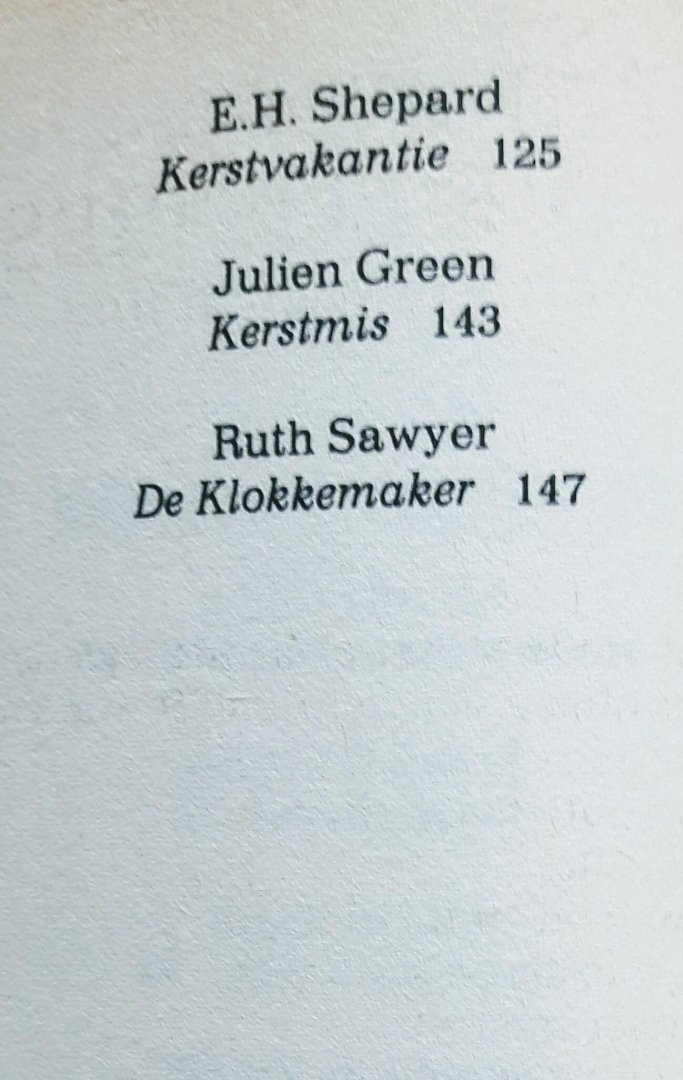 E.H. Shepard
Kerstvakantie 125
Julien Green
Kerstmis 143
Ruth Sawyer
De Klokkemaker 147